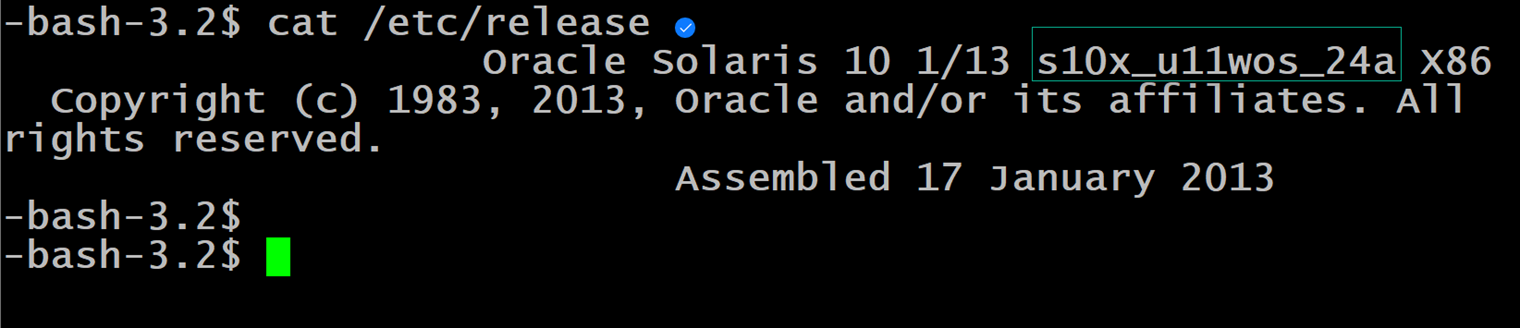 -bash-3.2$ cat /etc/release
Oracle Solaris 10 1/13 s10x_u11wos_24a X86
Copyright (c) 1983, 2013, Oracle and/or its affiliates. All
rights reserved.
Assembled 17 January 2013
-bash-3.2$
-bash-3.2$